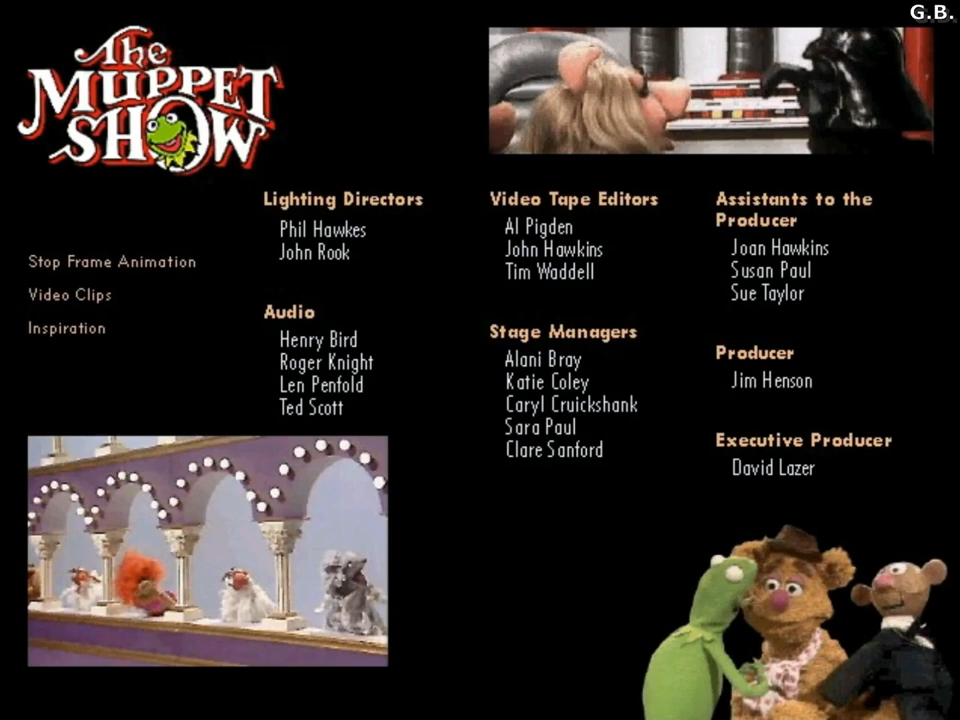 G.B.
The
MUPPET
SHOW
Stop Frame Animation
Video Clips
Inspiration
Lighting Directors
Phil Hawkes
John Rook
Audio
Henry Bird
Roger Knight
Len Penfold
Ted Scott
Video Tape Editors
Al Pigden
John Hawkins
Tim Waddell
Stage Managers
Alani Bray
Katie Coley
Caryl Cruickshank
Sara Paul
Clare Sanford
Assistants to the
Producer
Joan Hawkins
Susan Paul
Sue Taylor
Producer
Jim Henson
Executive Producer
David Lazer